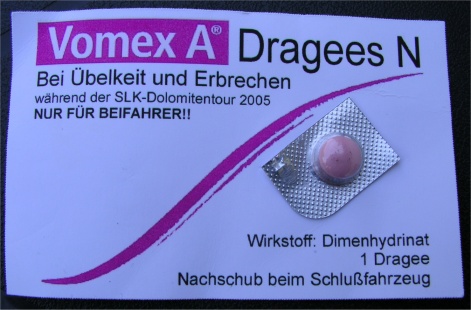 Vomex A® Dragees N
Bei Übelkeit und Erbrechen
während der SLK-Dolomitentour 2005
NUR FÜR BEIFAHRER!!
Wirkstoff: Dimenhydrinat
1 Dragee
Nachschub beim Schlußfahrzeug